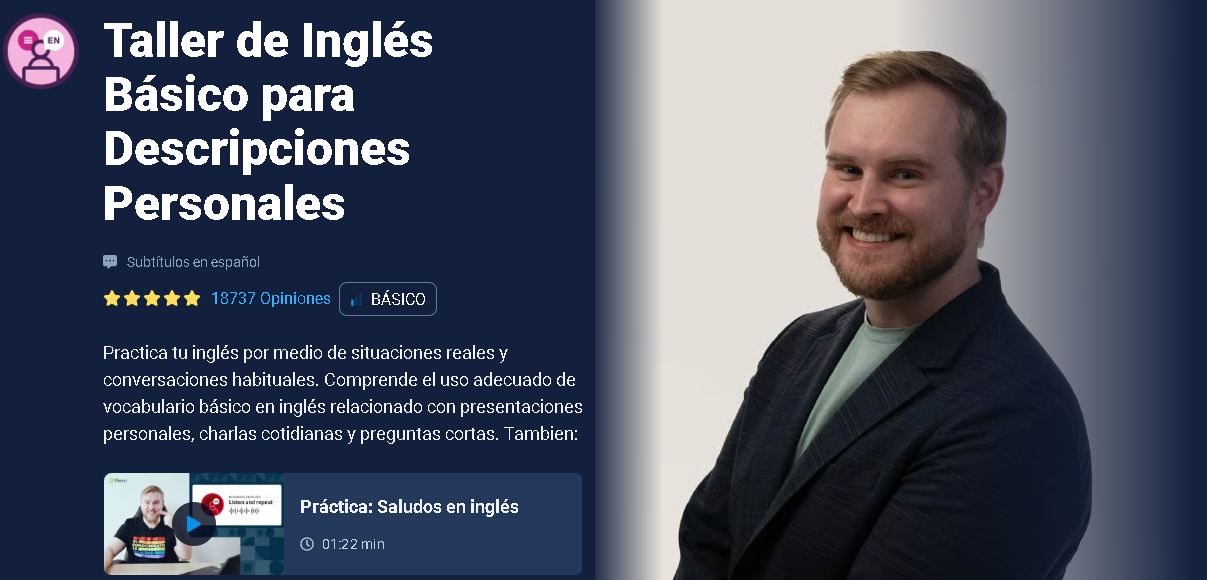 EN
Taller de Inglés
Básico para
Descripciones
Personales
Subtítulos en español
18737 Opiniones
BÁSICO
Practica tu inglés por medio de situaciones reales y
conversaciones habituales. Comprende el uso adecuado de
vocabulario básico en inglés relacionado con presentaciones
personales, charlas cotidianas y preguntas cortas. Tambien:
Listen and repeat
Práctica: Saludos en inglés
01:22 min